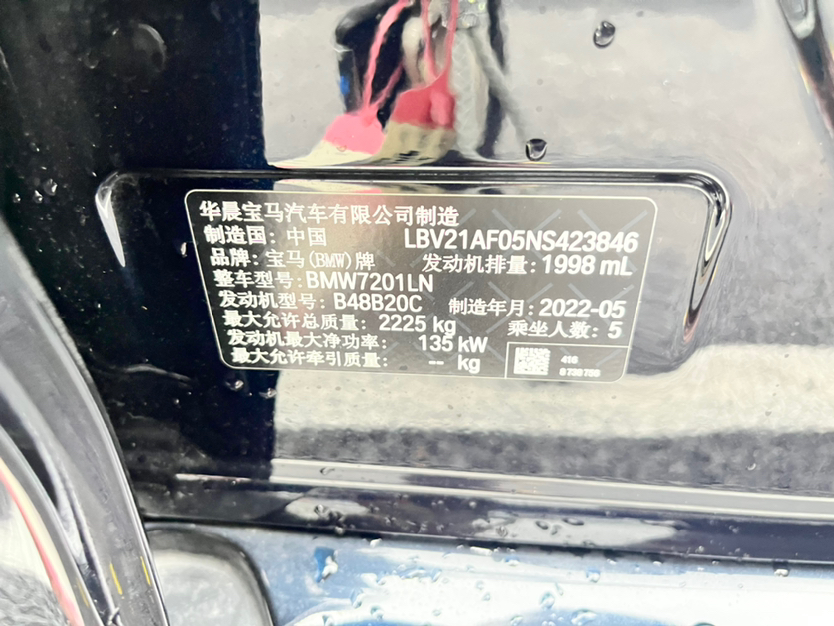 华晨宝马汽车有限公司制造
制造国：中国 LBV21AF05NS423846
品牌：宝马(BMW)牌 发动机排量：1998 mL
整车型号：BMW7201LN
发动机型号：B48B20C 制造年月：2022-05
最大允许总质量：2225 kg 乘坐人数：5
发动机最大净功率：135 kW
最大允许牵引质量：-- kg
416